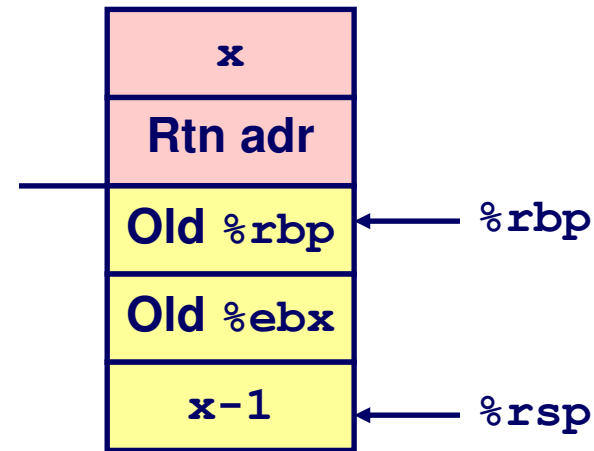 x
Rtn adr
Old %rbp
%rbp
Old %ebx
x-1
%rsp